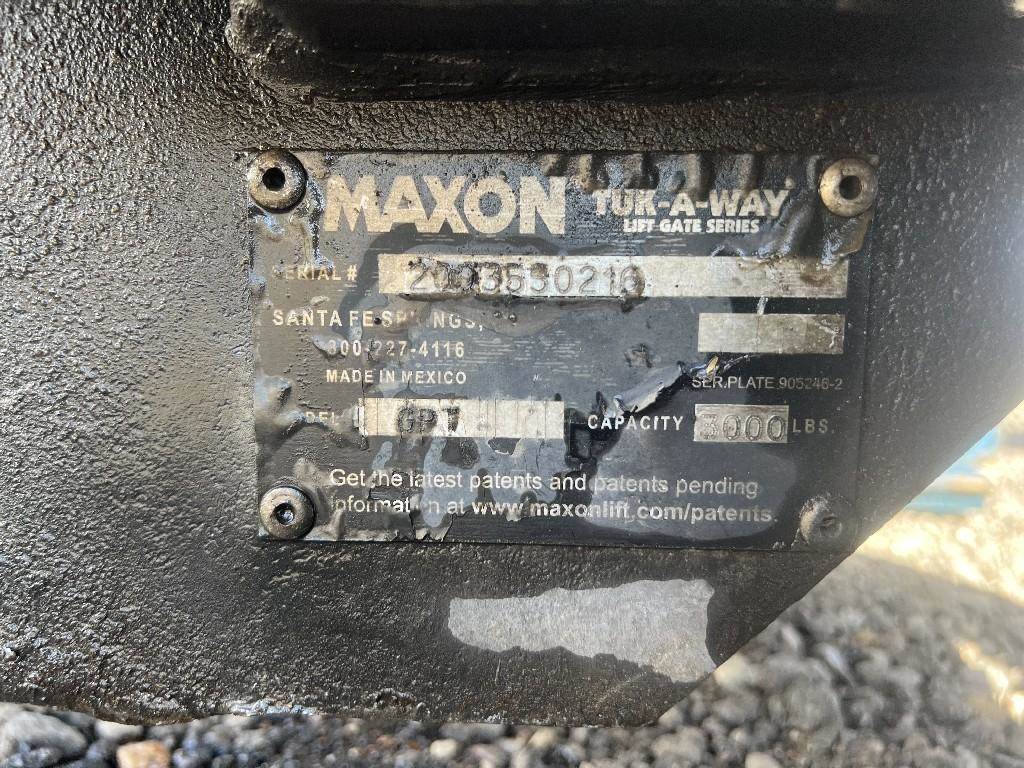 MAXON TUK-A-WAY
LIFT GATE SERIES
SERIAL #
SANTA FE SPRINGS,
800-227-4116
MADE IN MEXICO
SER.PLATE 905246-2
MODEL CAPACITY 3000 LBS.
Get the latest patents and patents pending
information at www.maxonlift.com/patents